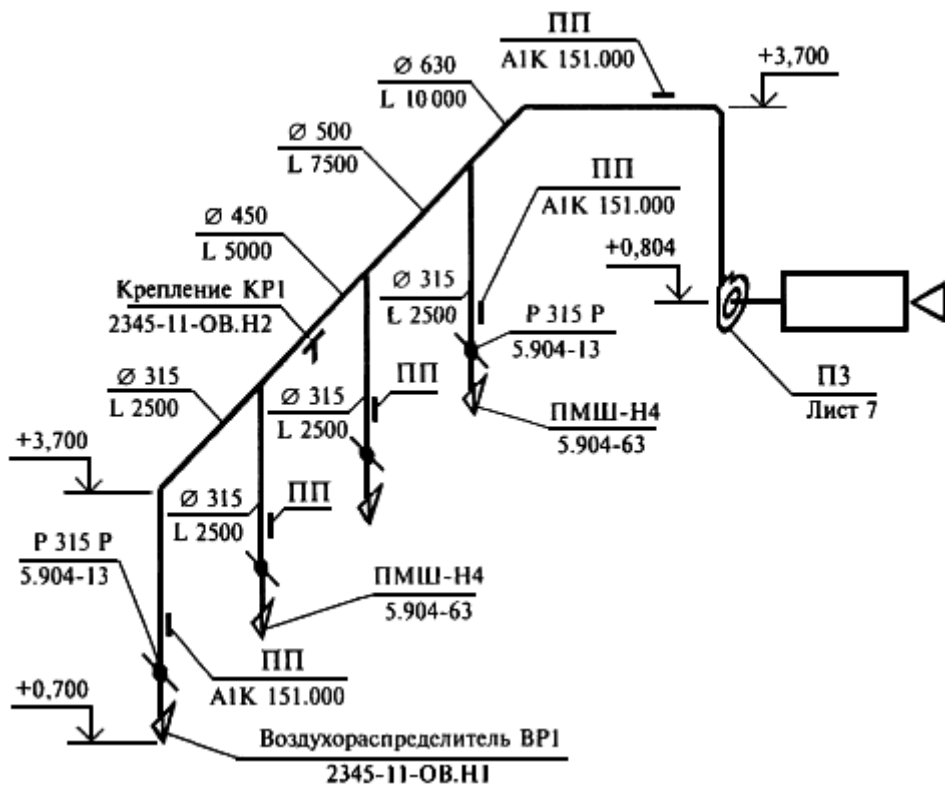 ПП
А1К 151.000
+3,700
Ø 630
L 10 000
Ø 500
L 7500
ПП
А1К 151.000
Ø 450
L 5000
+0,804
Крепление КР1
2345-11-ОВ.Н2
Ø 315
L 2500
Р 315 Р
5.904-13
Ø 315
L 2500
ПП
П3
Лист 7
Ø 315
L 2500
ПМШ-Н4
5.904-63
+3,700
Ø 315
L 2500
ПП
Р 315 Р
5.904-13
ПМШ-Н4
5.904-63
ПП
А1К 151.000
+0,700
Воздухораспределитель ВР1
2345-11-ОВ.Н1